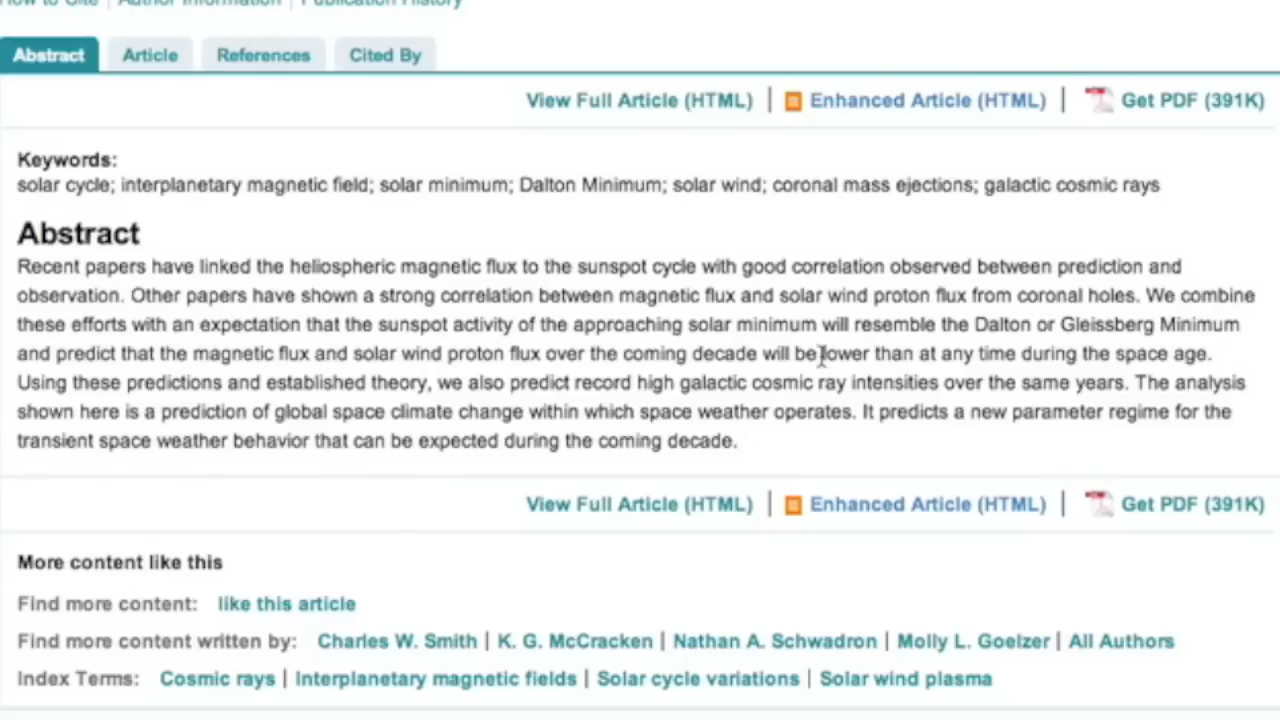 How to Cite | Author Information | Publication History
Abstract Article References Cited By
View Full Article (HTML) | Enhanced Article (HTML) | Get PDF (391K)
Keywords:
solar cycle; interplanetary magnetic field; solar minimum; Dalton Minimum; solar wind; coronal mass ejections; galactic cosmic rays
Abstract
Recent papers have linked the heliospheric magnetic flux to the sunspot cycle with good correlation observed between prediction and
observation. Other papers have shown a strong correlation between magnetic flux and solar wind proton flux from coronal holes. We combine
these efforts with an expectation that the sunspot activity of the approaching solar minimum will resemble the Dalton or Gleissberg Minimum
and predict that the magnetic flux and solar wind proton flux over the coming decade will be lower than at any time during the space age.
Using these predictions and established theory, we also predict record high galactic cosmic ray intensities over the same years. The analysis
shown here is a prediction of global space climate change within which space weather operates. It predicts a new parameter regime for the
transient space weather behavior that can be expected during the coming decade.
View Full Article (HTML) | Enhanced Article (HTML) | Get PDF (391K)
More content like this
Find more content: like this article
Find more content written by: Charles W. Smith | K. G. McCracken | Nathan A. Schwadron | Molly L. Goelzer | All Authors
Index Terms: Cosmic rays | Interplanetary magnetic fields | Solar cycle variations | Solar wind plasma